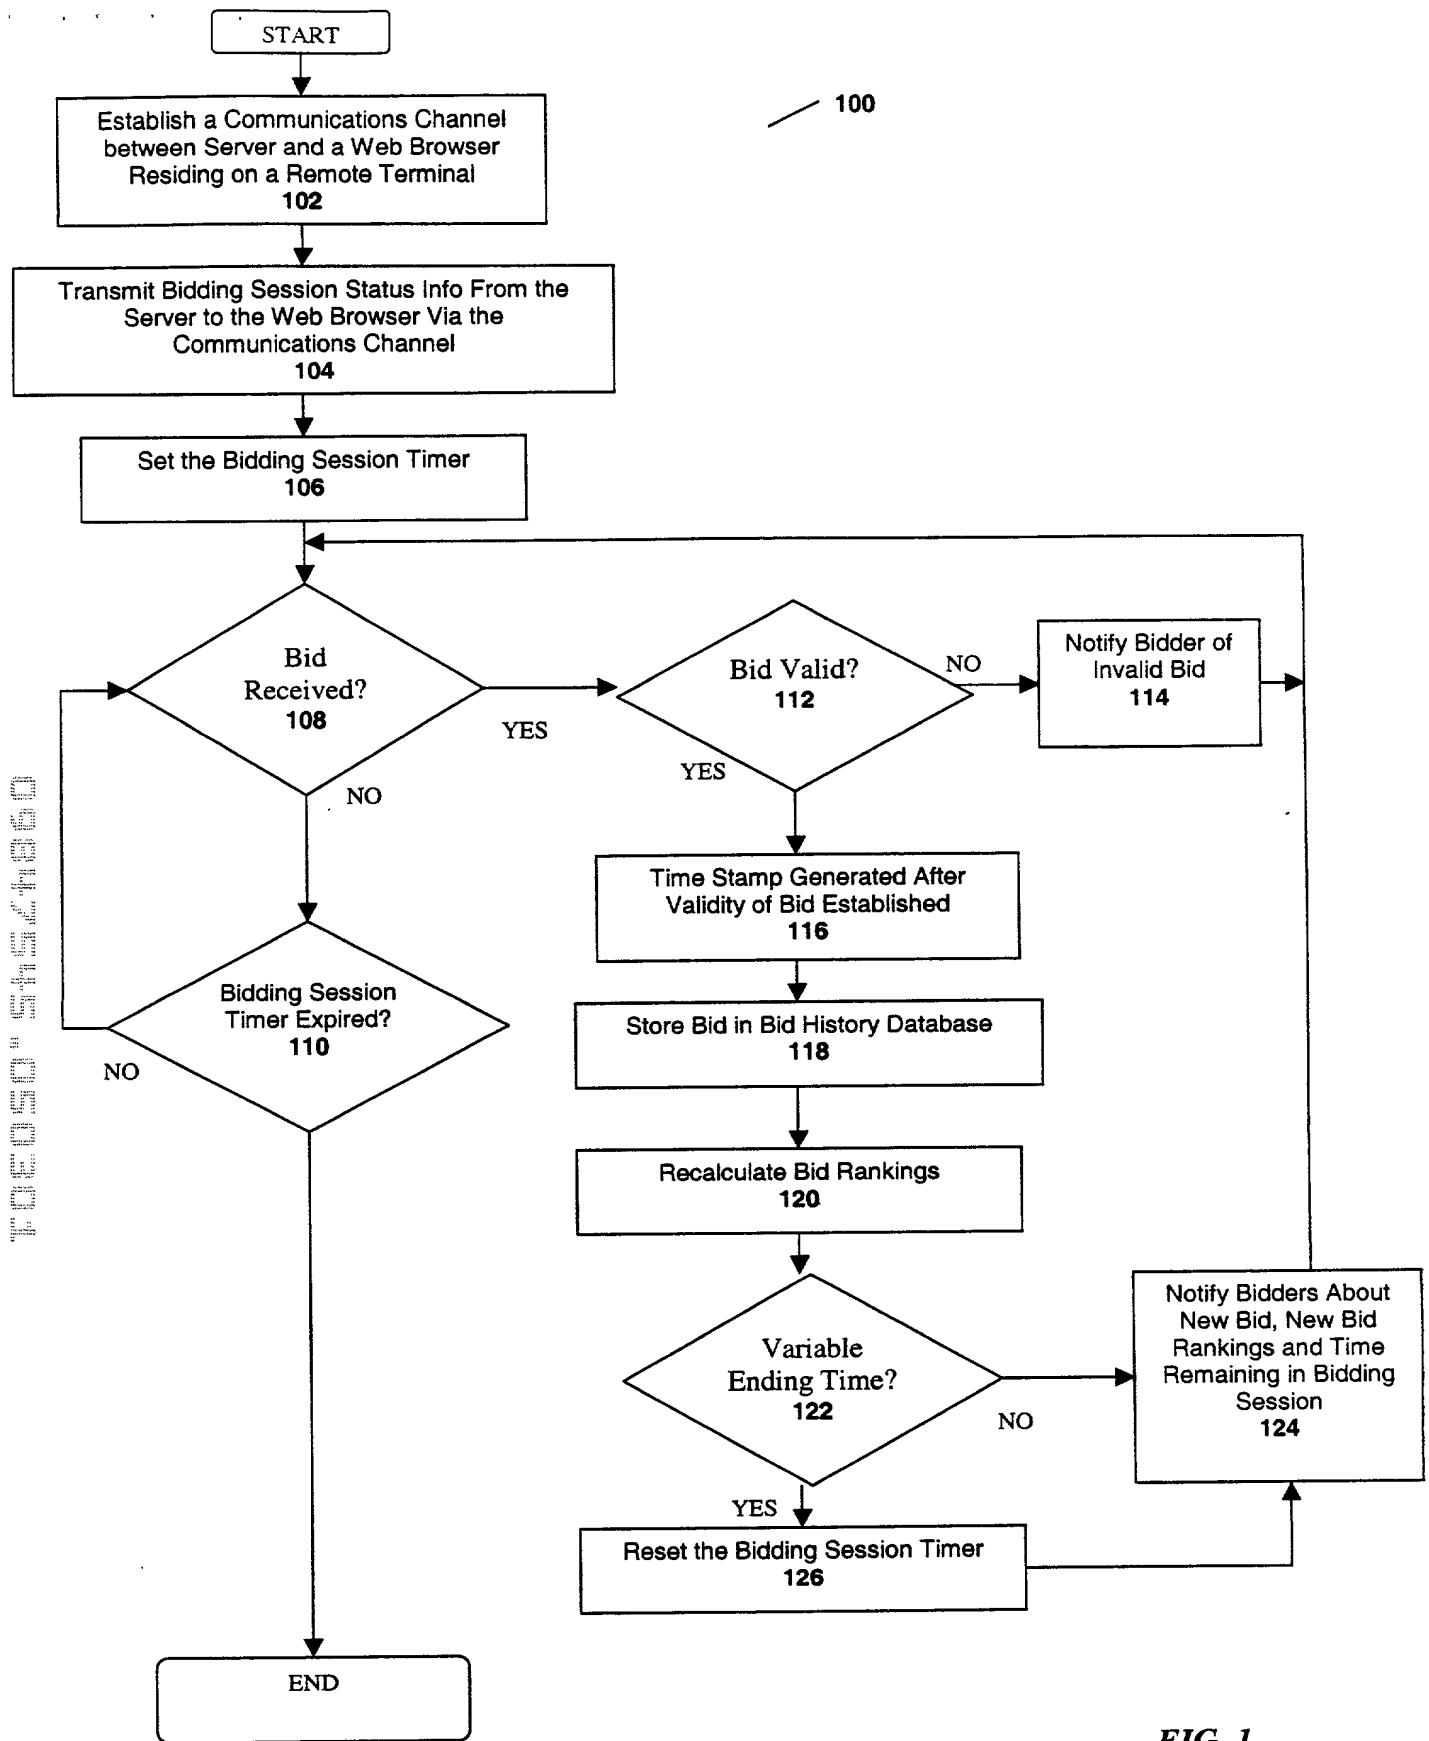 START
100
Establish a Communications Channel
between Server and a Web Browser
Residing on a Remote Terminal
102
Transmit Bidding Session Status Info From the
Server to the Web Browser Via the
Communications Channel
104
Set the Bidding Session Timer
106
Bid
Received?
108
YES
NO
Bid Valid?
112
NO
YES
Notify Bidder of
Invalid Bid
114
Bidding Session
Timer Expired?
110
NO
Time Stamp Generated After
Validity of Bid Established
116
Store Bid in Bid History Database
118
Recalculate Bid Rankings
120
Variable
Ending Time?
122
NO
YES
Notify Bidders About
New Bid, New Bid
Rankings and Time
Remaining in Bidding
Session
124
Reset the Bidding Session Timer
126
END
FIG. 1